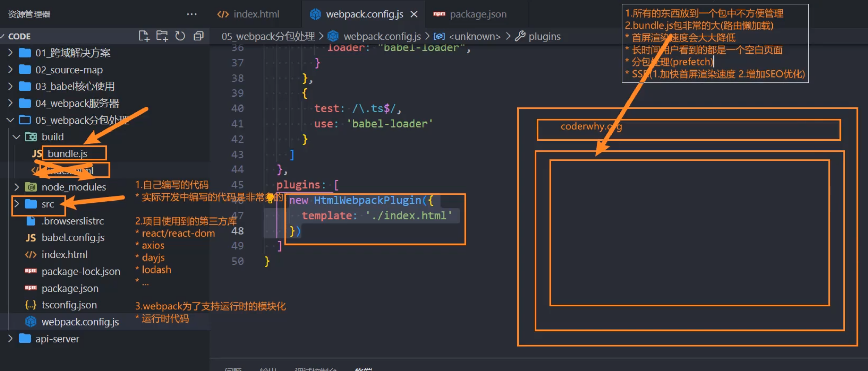 资源管理器
···
index.html
webpack.config.js
package.json
CODE
05_webpack分包处理 > webpack.config.js > <unknown> > plugins
01_跨域解决方案
02_source-map
03_babel核心使用
04_webpack服务器
05_webpack分包处理
build
JS bundle.js
node_modules
src
.browserslistrc
JS babel.config.js
index.html
package-lock.json
package.json
tsconfig.json
webpack.config.js
api-server
1.自己编写的代码
* 实际开发中编写的代码是非常多的
2.项目使用到的第三方库
* react/react-dom
* axios
* dayjs
* lodash
* ...
3.webpack为了支持运行时的模块化
* 运行时代码
36 loader: "babel-loader",
37 }
38 },
39 {
40 test: /\.ts$/,
41 use: 'babel-loader'
42 }
43 ]
44 },
45 plugins: [
new HtmlWebpackPlugin({
47 template: './index.html'
48 })
49 ]
50 }
1.所有的东西放到一个包中不方便管理
2.bundle.js包非常的大(路由懒加载)
* 首屏渲染速度会大大降低
* 长时间用户看到的都是一个空白页面
* 分包处理(prefetch)
* SSR(1.加快首屏渲染速度 2.增加SEO优化)
coderwhy.org